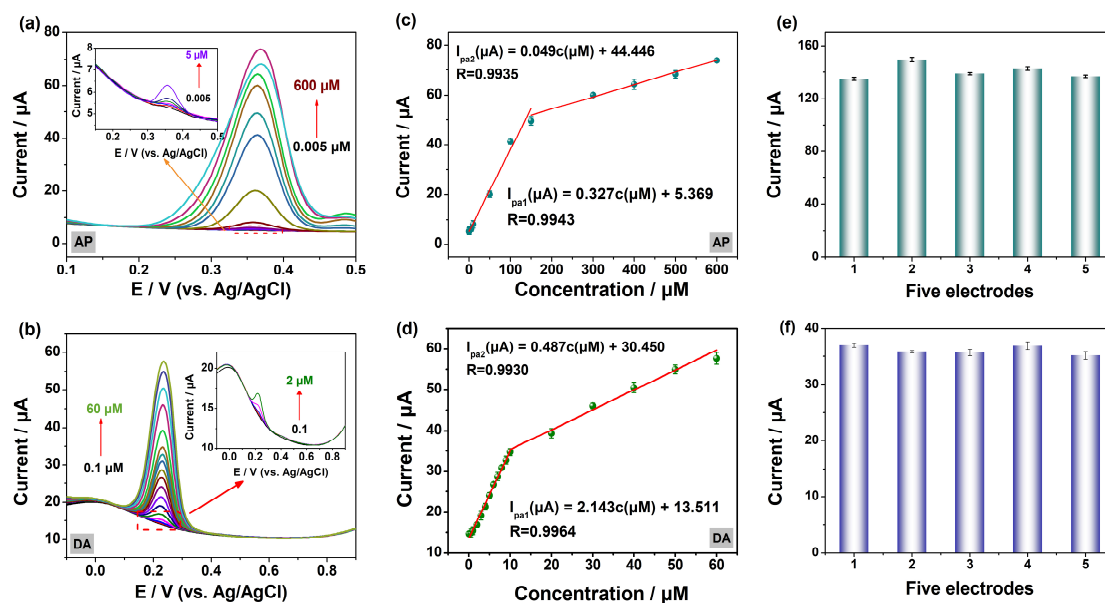 (a)
Current / µA
80
60
40
20
0
0.1
0.2
0.3
0.4
0.5
E / V (vs. Ag/AgCl)
AP
600 µM
0.005 µM
Current / µA
8
7
6
5
0.2
0.3
0.4
0.5
E / V (vs. Ag/AgCl)
5 µM
(c)
Current / µA
80
60
40
20
0
0
100
200
300
400
500
600
Concentration / µM
Ipa2(µA) = 0.049c(µM) + 44.446
R=0.9935
Ipa1(µA) = 0.327c(µM) + 5.369
R=0.9943
AP
(e)
Current / µA
160
120
80
40
0
1
2
3
4
5
Five electrodes
(b)
Current / µA
60
50
40
30
20
10
0.0
0.2
0.4
0.6
0.8
E / V (vs. Ag/AgCl)
DA
60 µM
0.1 µM
Current / µA
20
15
10
0.0
0.2
0.4
0.6
0.8
E / V (vs. Ag/AgCl)
2 µM
0.1
(d)
Current / µA
60
50
40
30
20
10
0
10
20
30
40
50
60
Concentration / µM
Ipa2(µA) = 0.487c(µM) + 30.450
R=0.9930
Ipa1(µA) = 2.143c(µM) + 13.511
R=0.9964
DA
(f)
Current / µA
40
30
20
10
0
1
2
3
4
5
Five electrodes